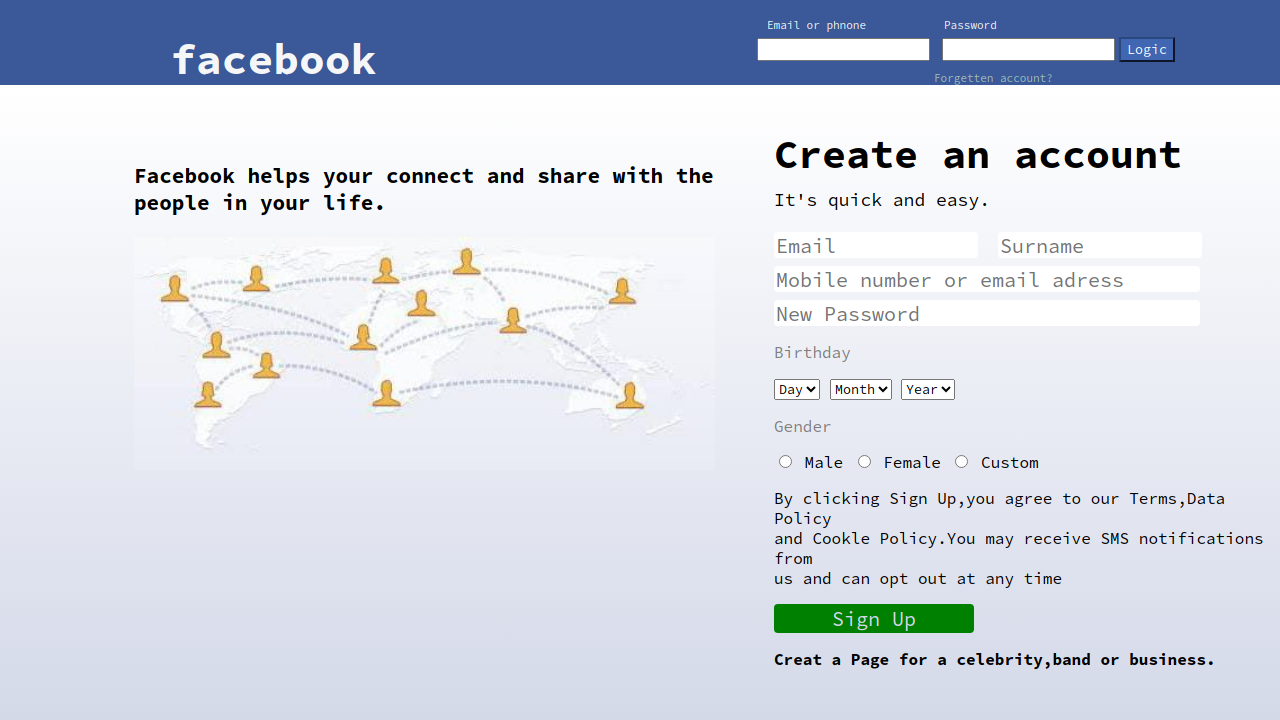 Email or phnone
Password
facebook
Logic
Forgetten account?
Create an account
Facebook helps your connect and share with the
people in your life.
It's quick and easy.
Email
Surname
Mobile number or email adress
New Password
Birthday
Day
Month
Year
Gender
Male
Female
Custom
By clicking Sign Up,you agree to our Terms,Data
Policy
and Cookle Policy.You may receive SMS notifications
from
us and can opt out at any time
Sign Up
Creat a Page for a celebrity,band or business.